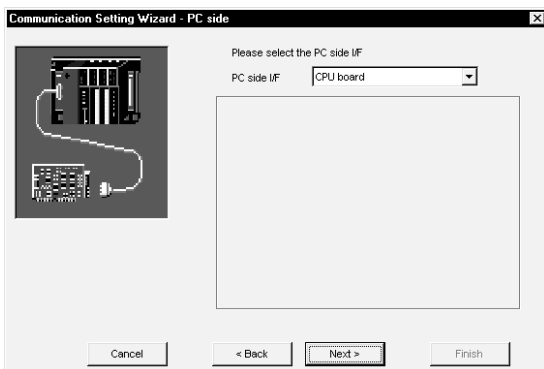 Communication Setting Wizard - PC side
Please select the PC side I/F
PC side I/F CPU board
Cancel < Back Next > Finish